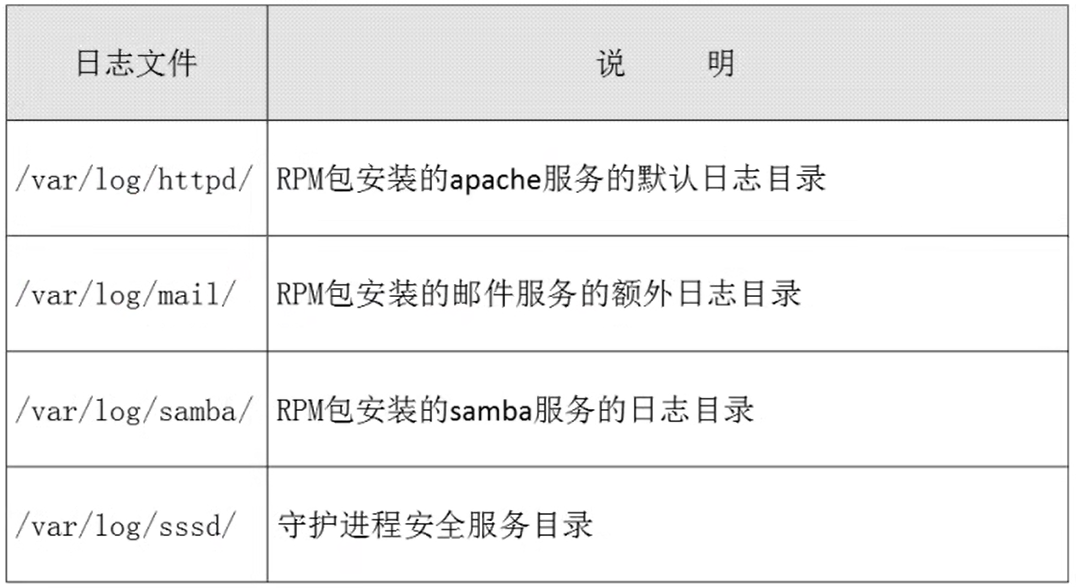 日志文件 说 明
/var/log/httpd/ RPM包安装的apache服务的默认日志目录
/var/log/mail/ RPM包安装的邮件服务的额外日志目录
/var/log/samba/ RPM包安装的samba服务的日志目录
/var/log/sssd/ 守护进程安全服务目录